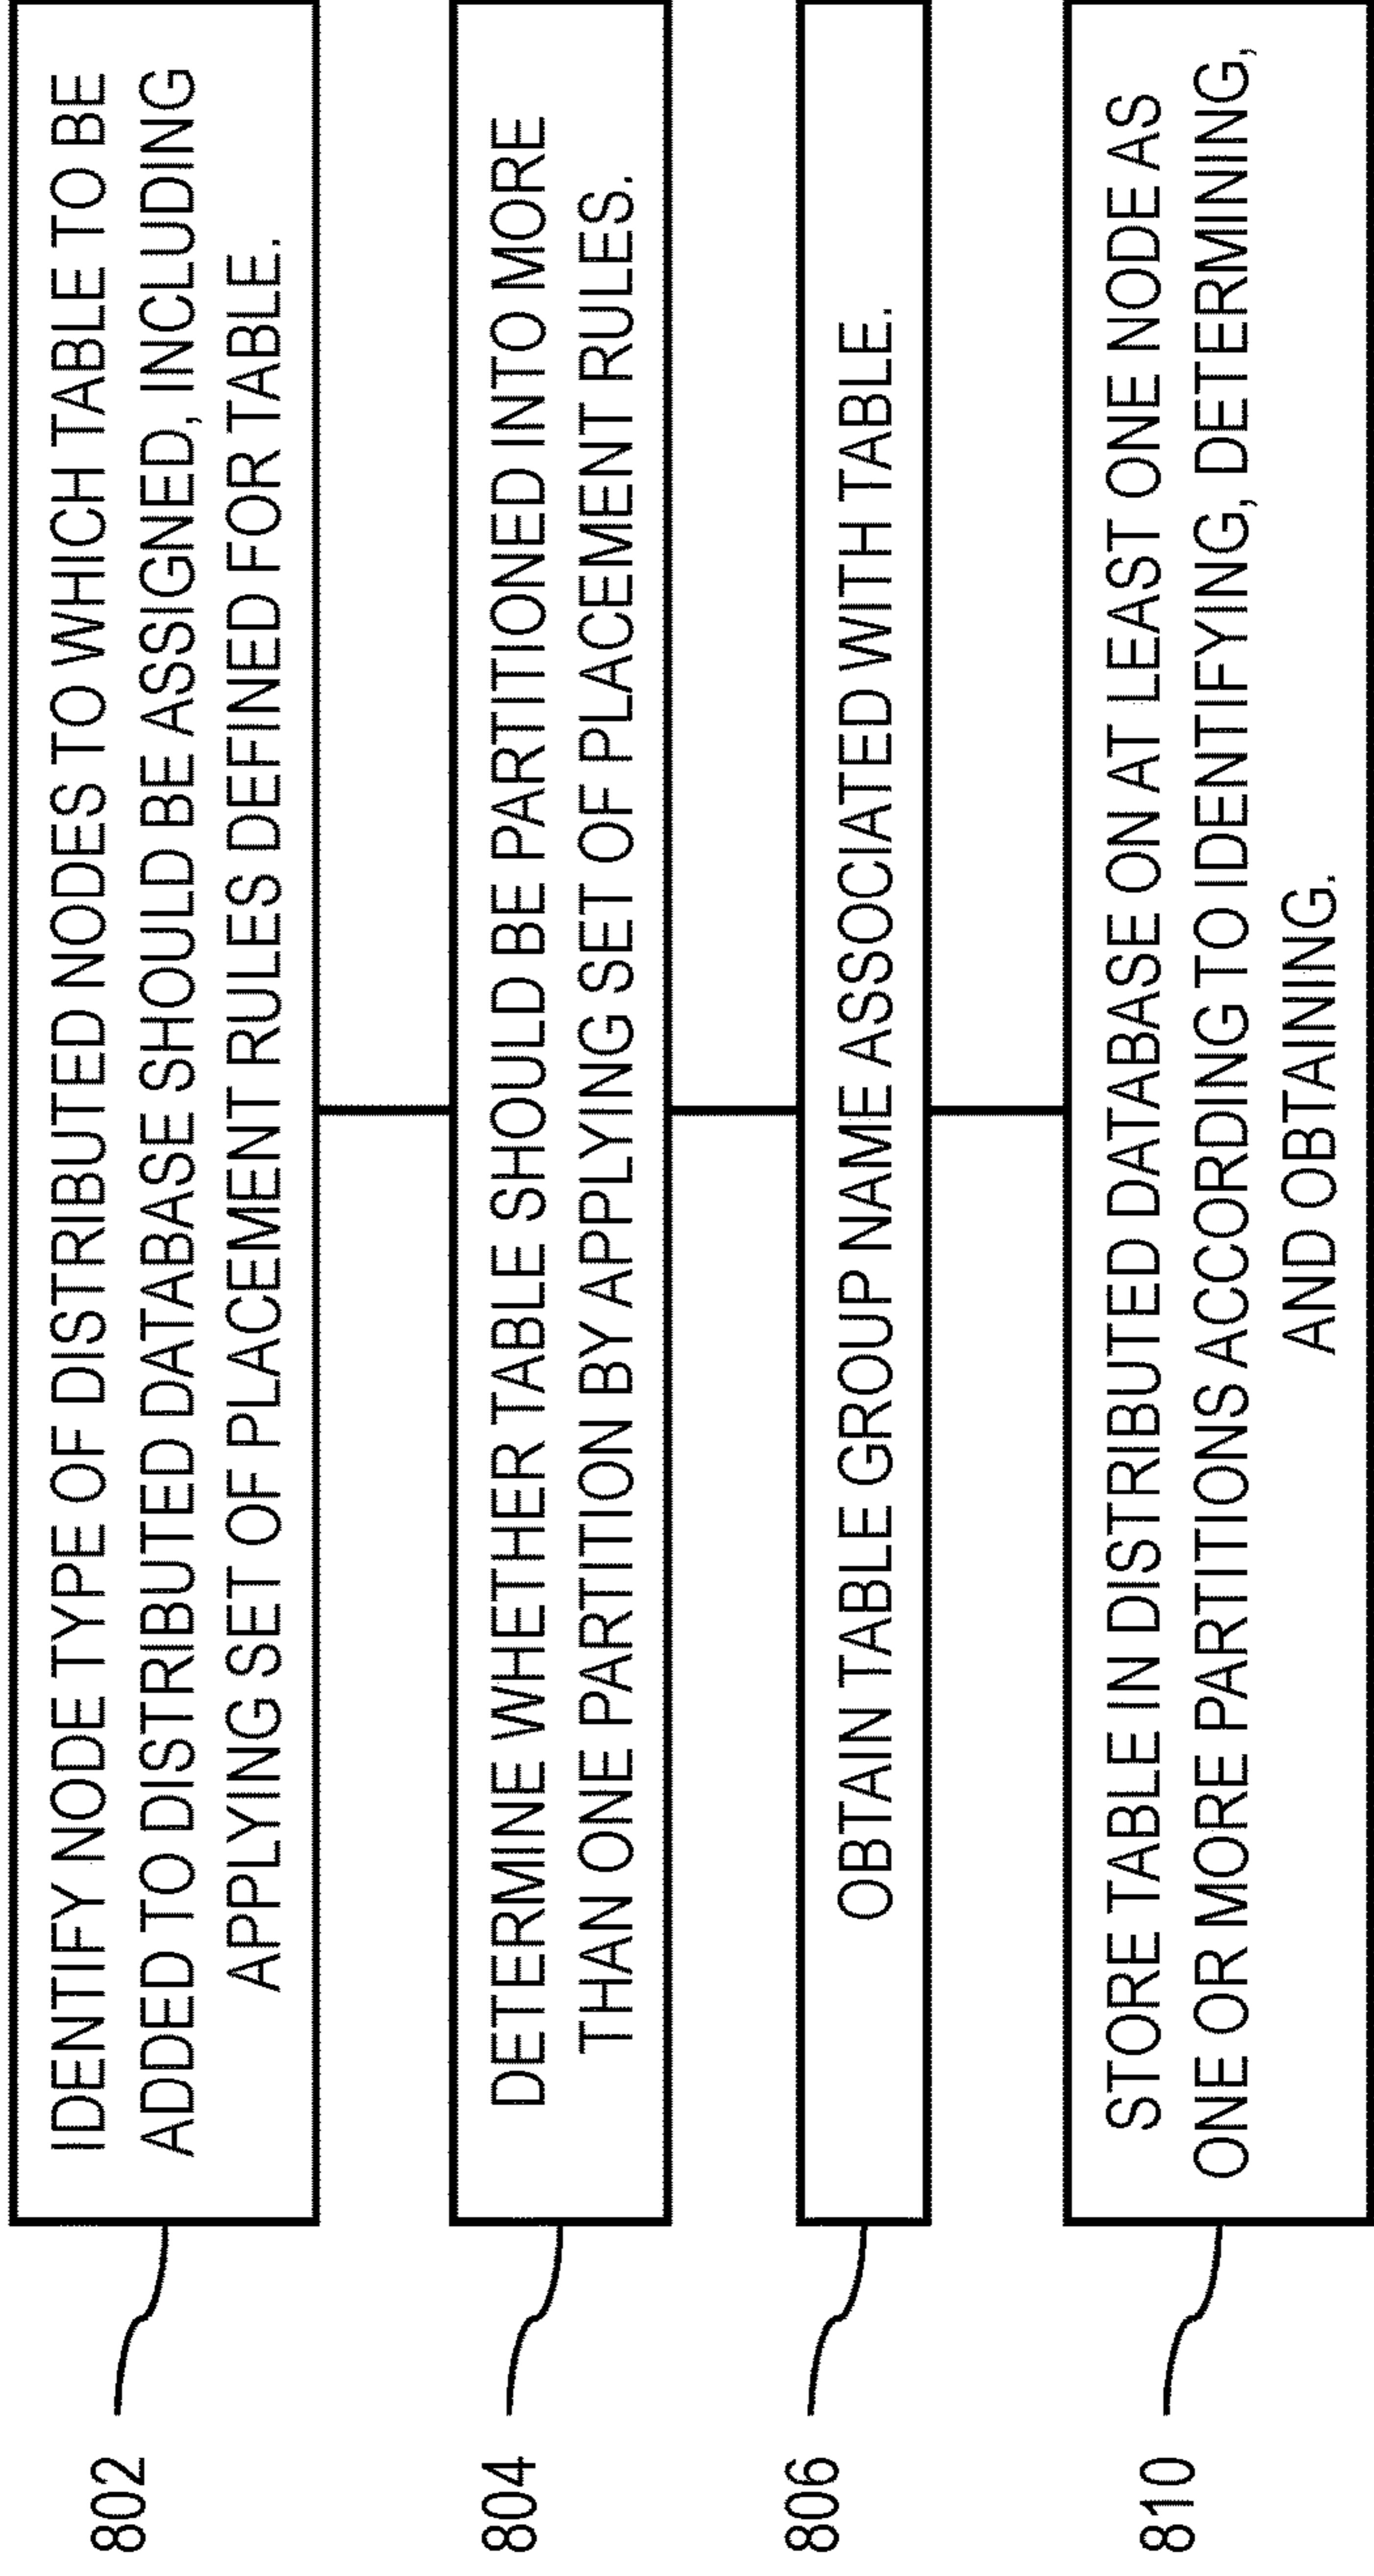 802
IDENTIFY NODE TYPE OF DISTRIBUTED NODES TO WHICH TABLE TO BE
ADDED TO DISTRIBUTED DATABASE SHOULD BE ASSIGNED, INCLUDING
APPLYING SET OF PLACEMENT RULES DEFINED FOR TABLE.
804
DETERMINE WHETHER TABLE SHOULD BE PARTITIONED INTO MORE
THAN ONE PARTITION BY APPLYING SET OF PLACEMENT RULES.
806
OBTAIN TABLE GROUP NAME ASSOCIATED WITH TABLE.
810
STORE TABLE IN DISTRIBUTED DATABASE ON AT LEAST ONE NODE AS
ONE OR MORE PARTITIONS ACCORDING TO IDENTIFYING, DETERMINING,
AND OBTAINING.